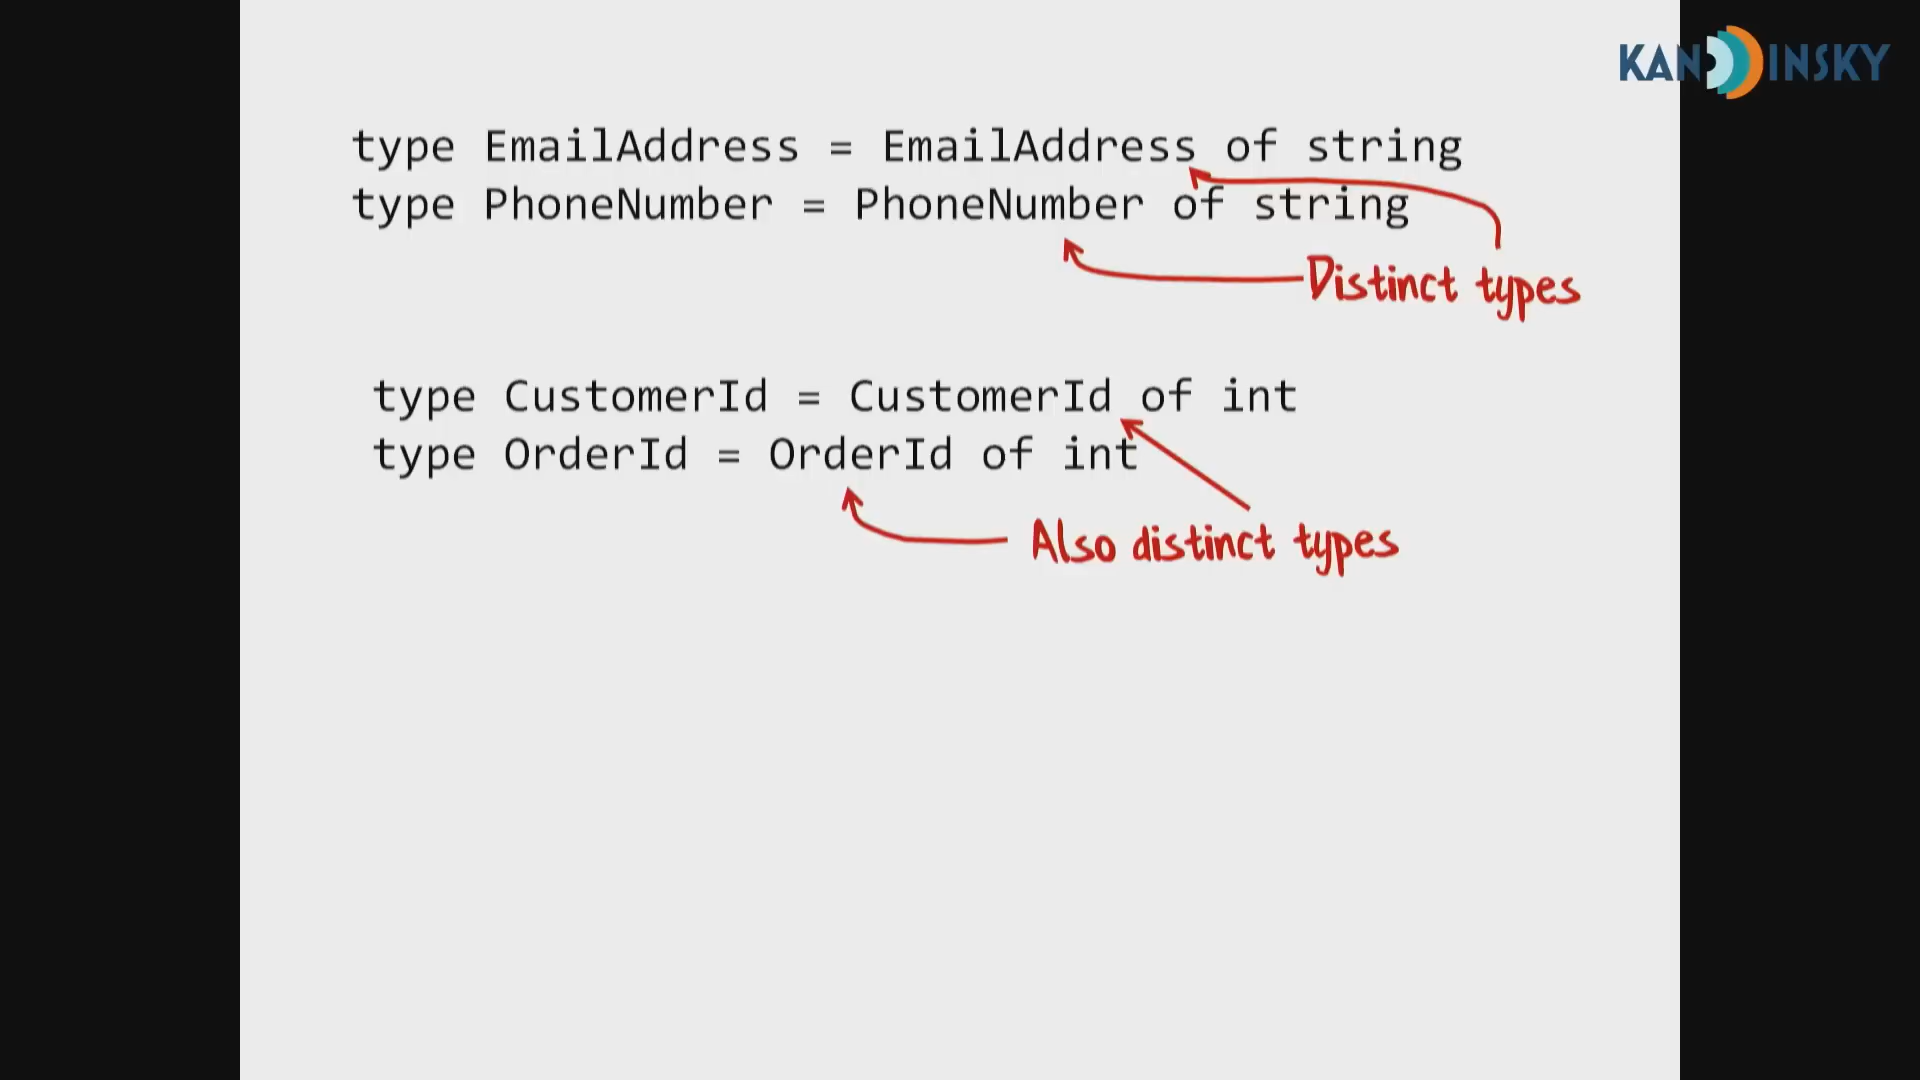 KANDINSKY
type EmailAddress = EmailAddress of string
type PhoneNumber = PhoneNumber of string
Distinct types
type CustomerId = CustomerId of int
type OrderId = OrderId of int
Also distinct types